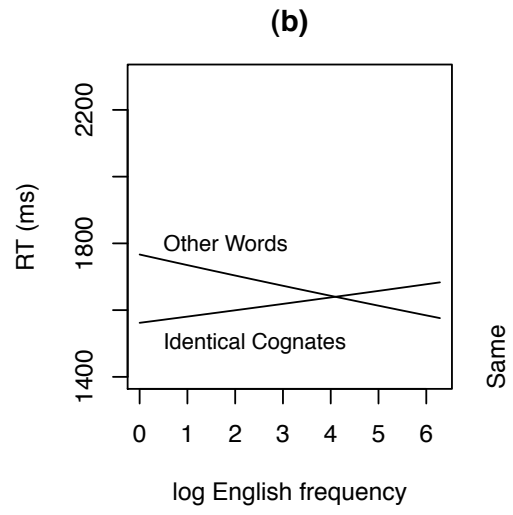 (b)
2200
1800
1400
RT (ms)
Other Words
Identical Cognates
0 1 2 3 4 5 6
log English frequency
Same